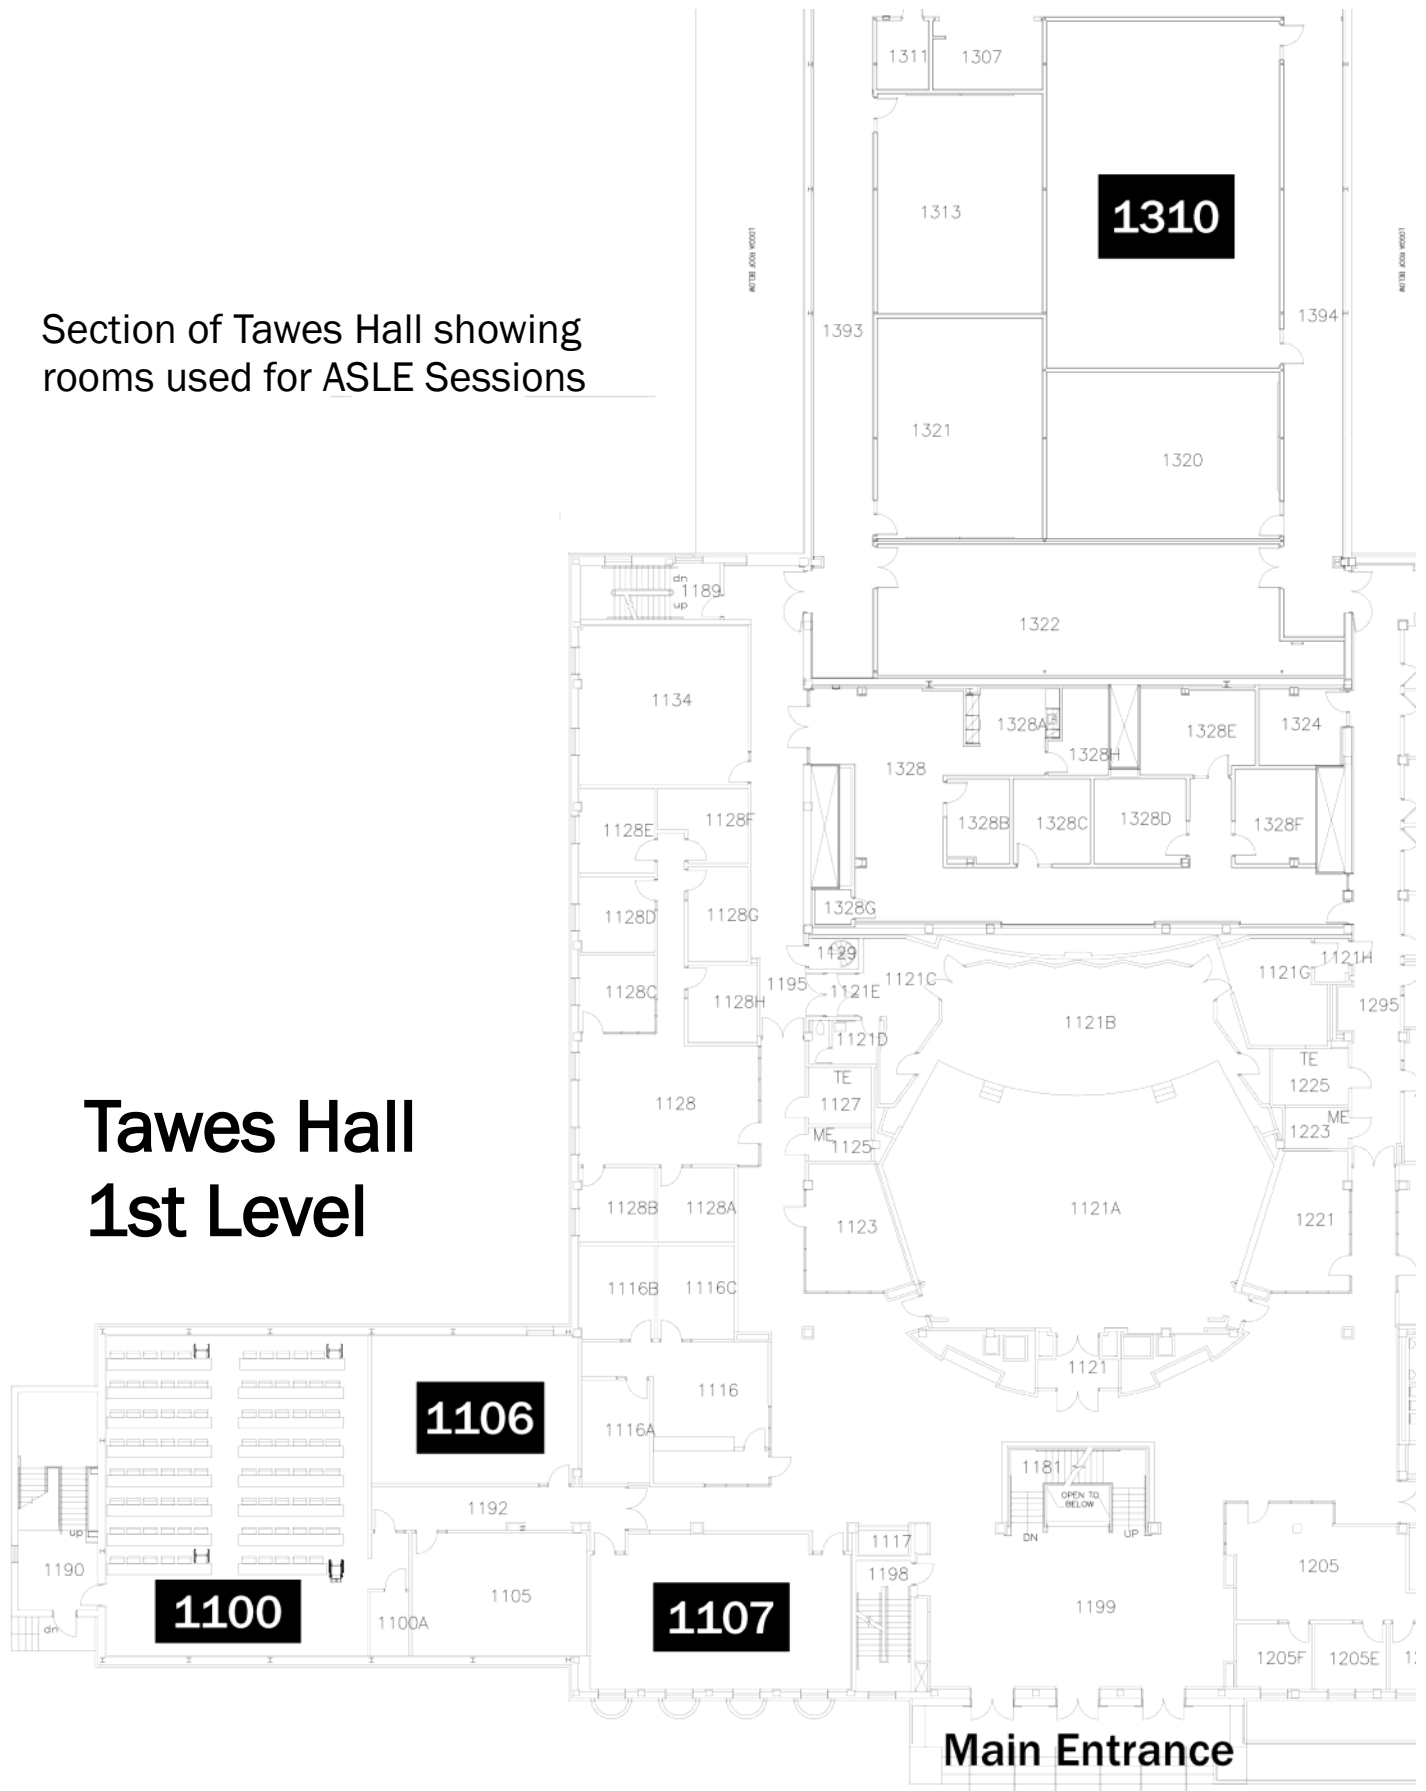 1311
1307
1313
1310
LOGGIA ROOF BELOW
LOGGIA ROOF BELOW
Section of Tawes Hall showing
rooms used for ASLE Sessions
1393
1394
1321
1320
dn
1189
up
1322
1134
1328A
1328H
1328E
1324
1328
1128E
1128F
1328B
1328C
1328D
1328F
1128D
1128G
1328G
1129
1121C
1121G
1121H
1128C
1128H
1195
1121E
1295
1121B
1121D
TE
1127
TE
1225
1128
ME
1125
ME
1223
Tawes Hall
1st Level
1128B
1128A
1123
1121A
1221
1116B
1116C
1121
1106
1116
1116A
1181
OPEN TO
BELOW
DN
UP
1192
up
1190
dn
1100
1100A
1105
1107
1117
1198
1199
1205
1205F
1205E
Main Entrance